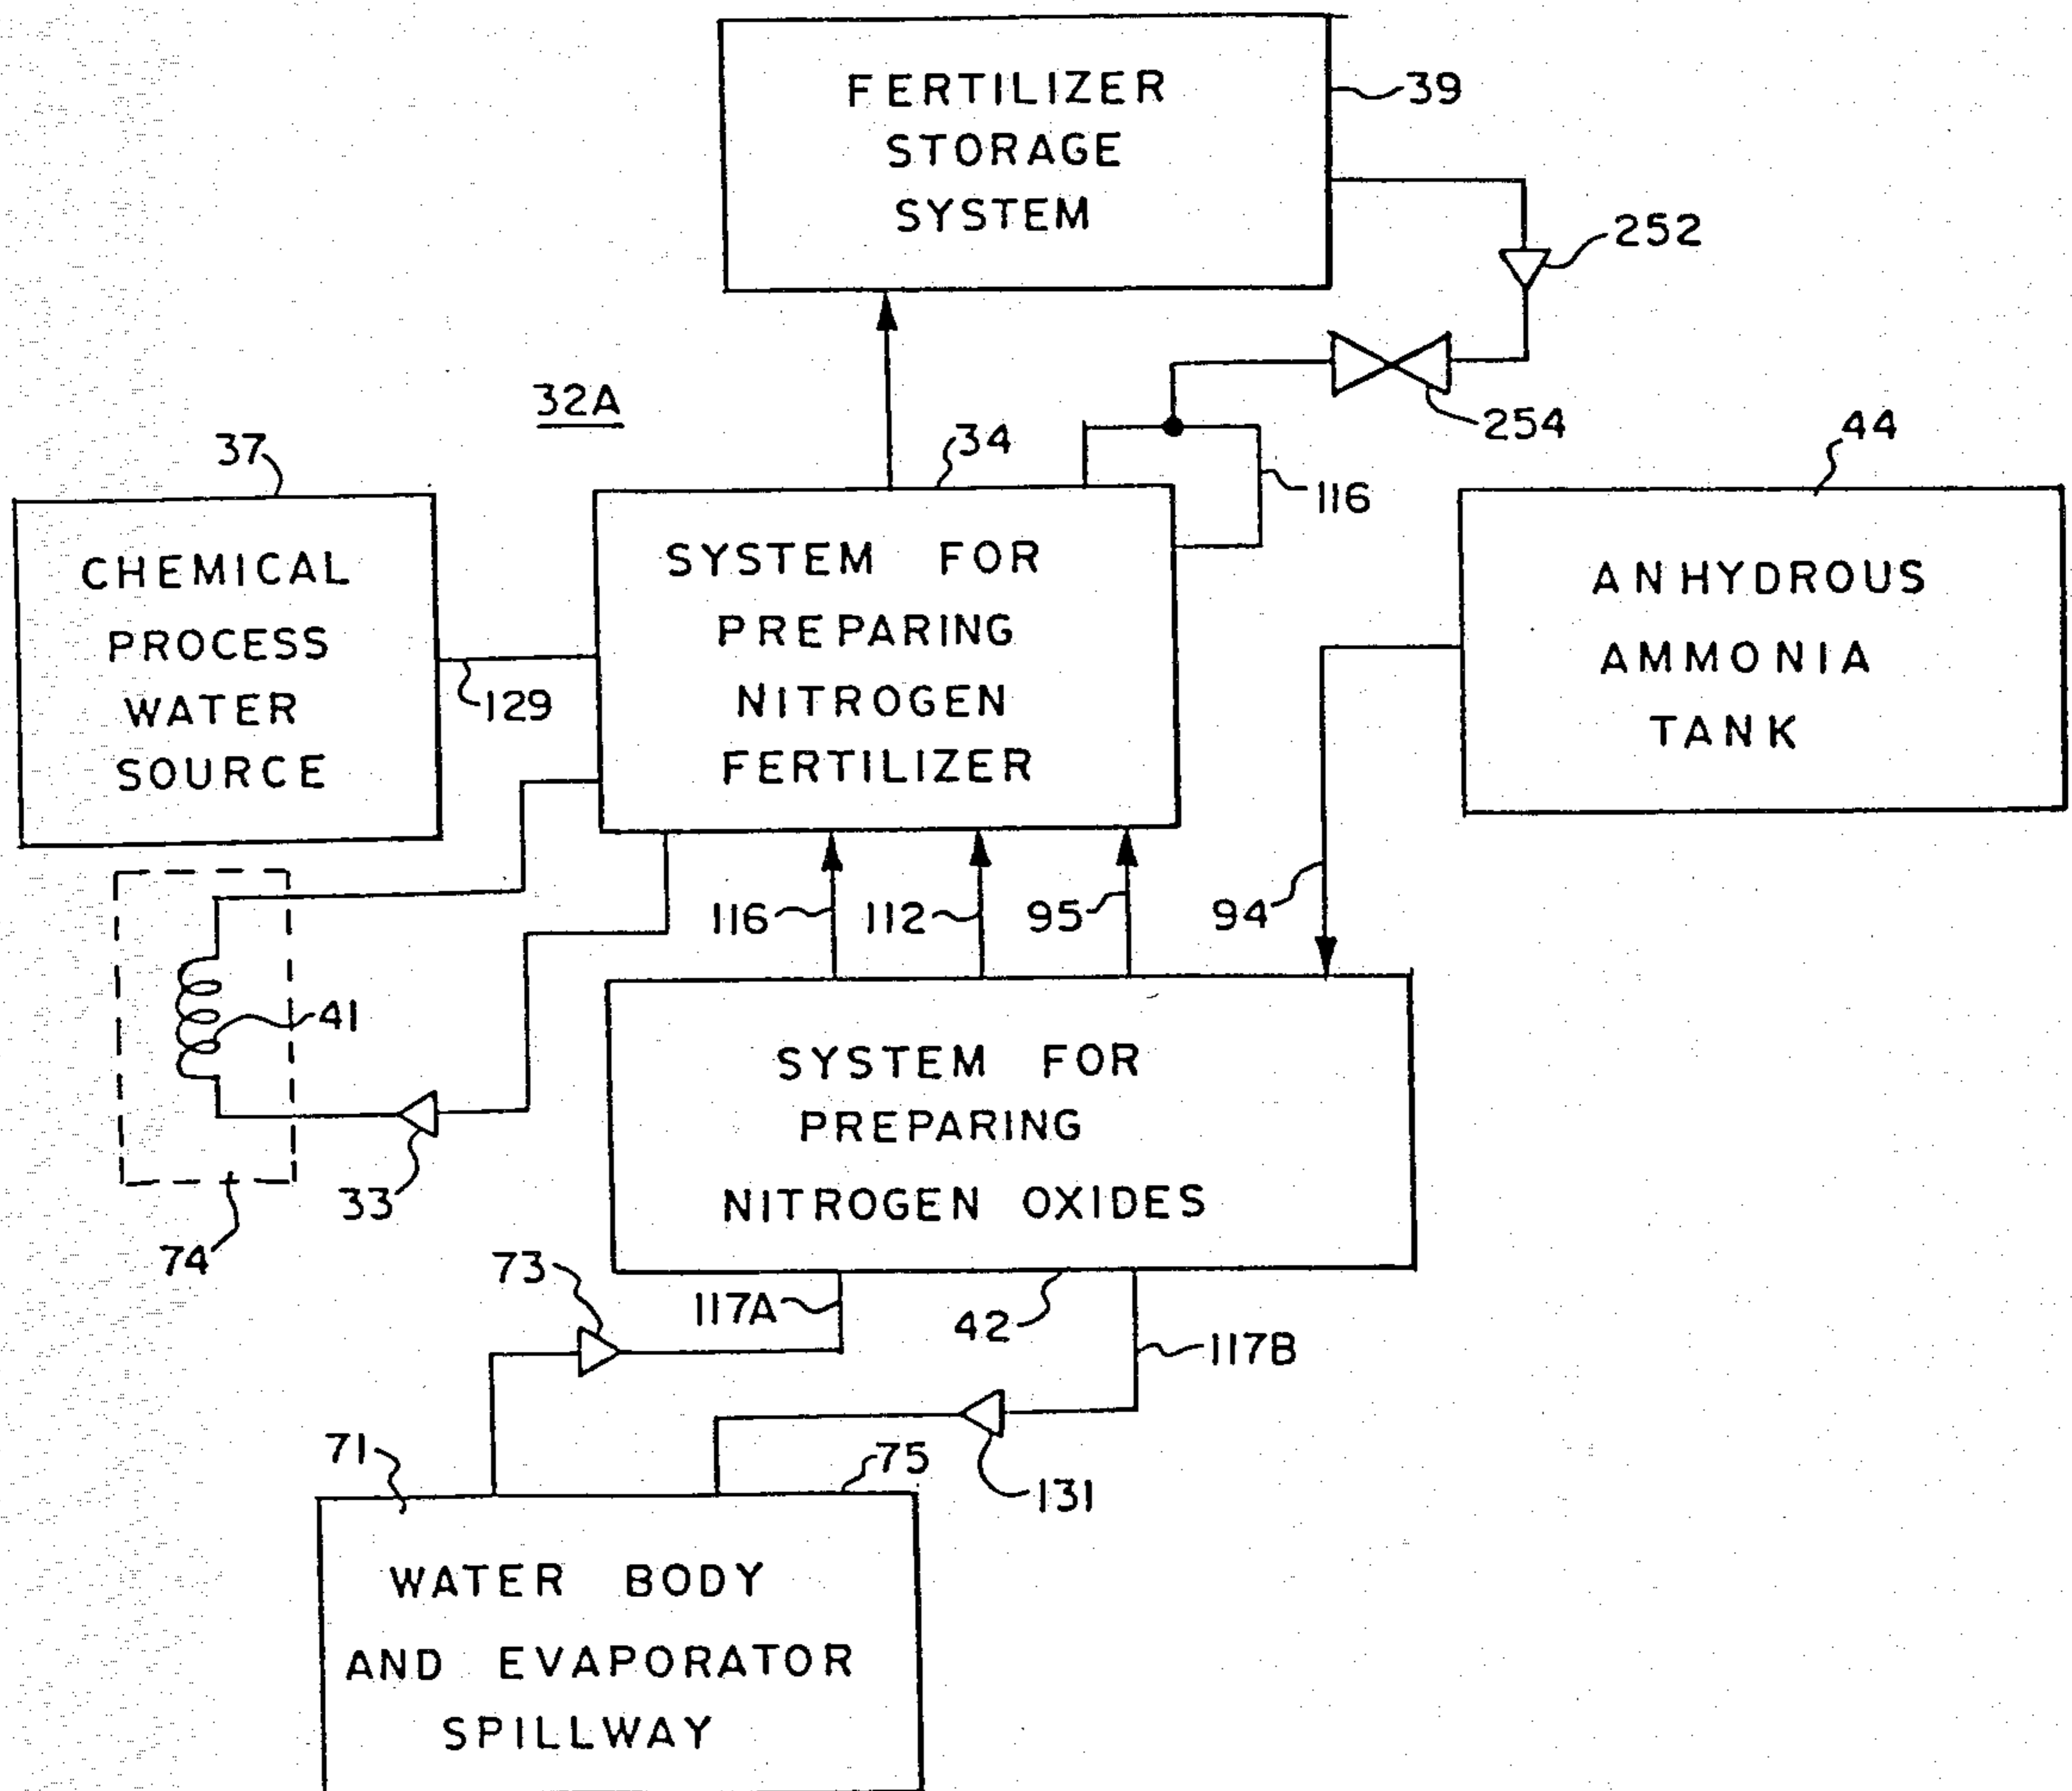 FERTILIZER
STORAGE
SYSTEM
39
252
254
32A
34
116
44
37
CHEMICAL
PROCESS
WATER
SOURCE
129
SYSTEM FOR
PREPARING
NITROGEN
FERTILIZER
ANHYDROUS
AMMONIA
TANK
116
112
95
94
41
33
74
SYSTEM FOR
PREPARING
NITROGEN OXIDES
73
117A
42
117B
131
71
75
WATER BODY
AND EVAPORATOR
SPILLWAY